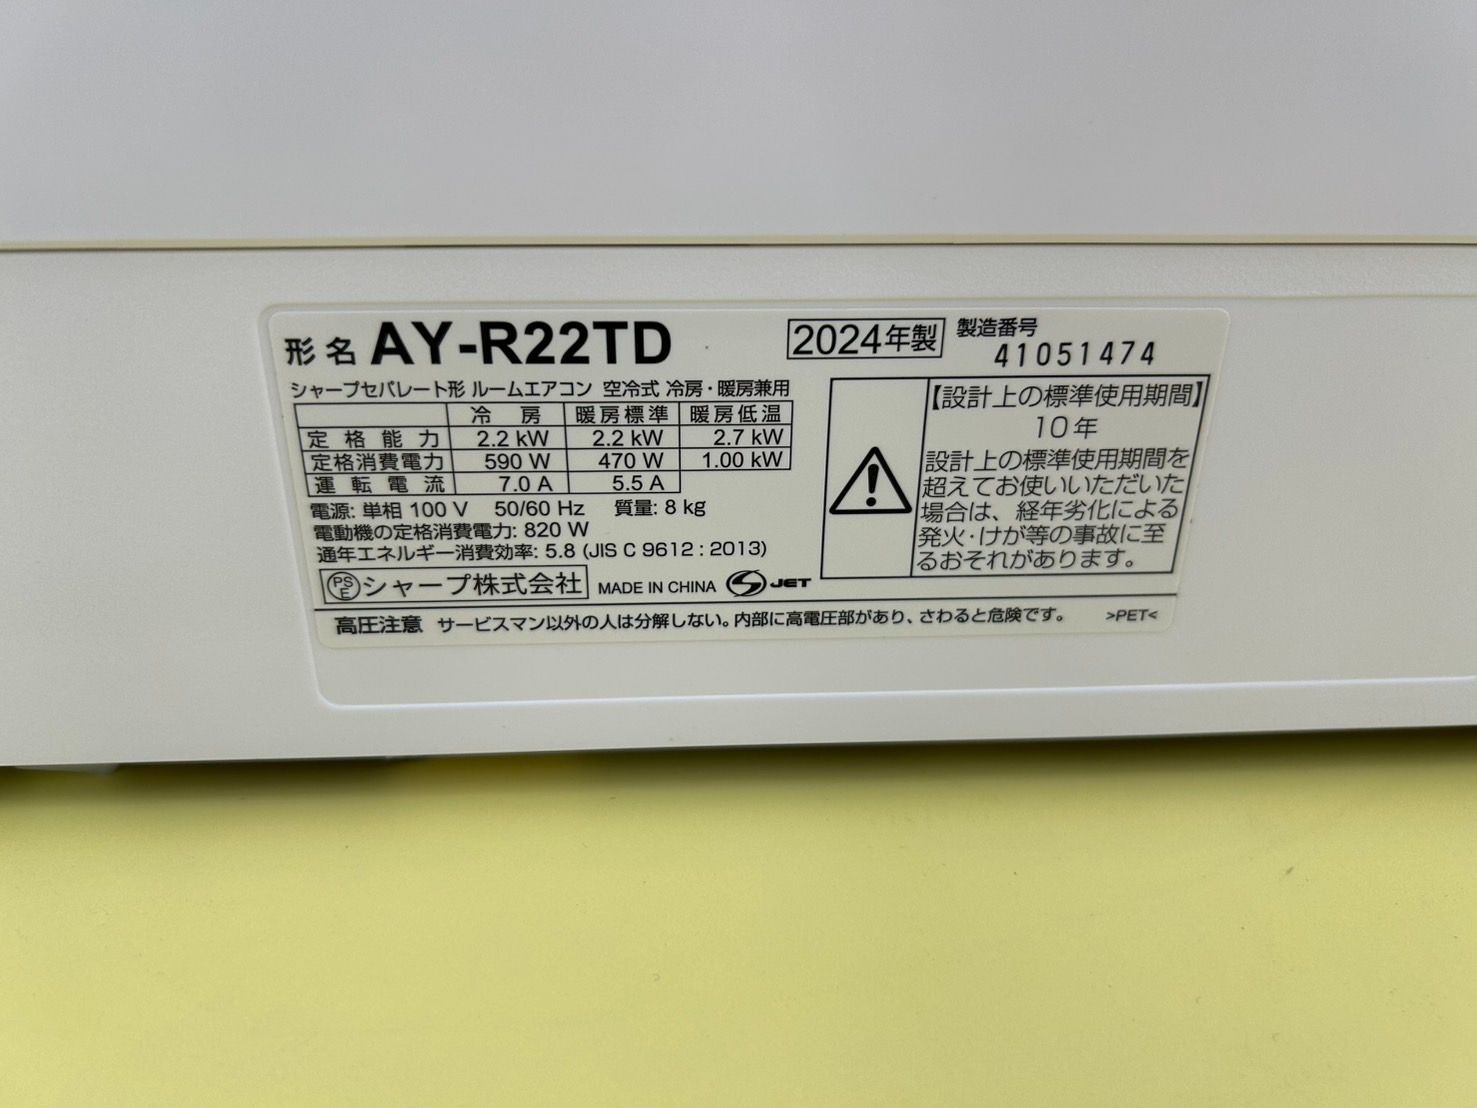 形名 AY-R22TD 2024年製 製造番号 41051474
シャープセパレート形 ルームエアコン 空冷式 冷房・暖房兼用
冷房 暖房標準 暖房低温
定格能力 2.2 kW 2.2 kW 2.7 kW
定格消費電力 590 W 470 W 1.00 kW
運転電流 7.0 A 5.5 A
電源: 単相 100 V 50/60 Hz 質量: 8 kg
電動機の定格消費電力: 820 W
通年エネルギー消費効率: 5.8 (JIS C 9612 : 2013)
PSE シャープ株式会社 MADE IN CHINA S JET
【設計上の標準使用期間】
10年
設計上の標準使用期間を
超えてお使いいただいた
場合は、経年劣化による
発火・けが等の事故に至
るおそれがあります。
高圧注意 サービスマン以外の人は分解しない。内部に高電圧部があり、さわると危険です。 >PET<